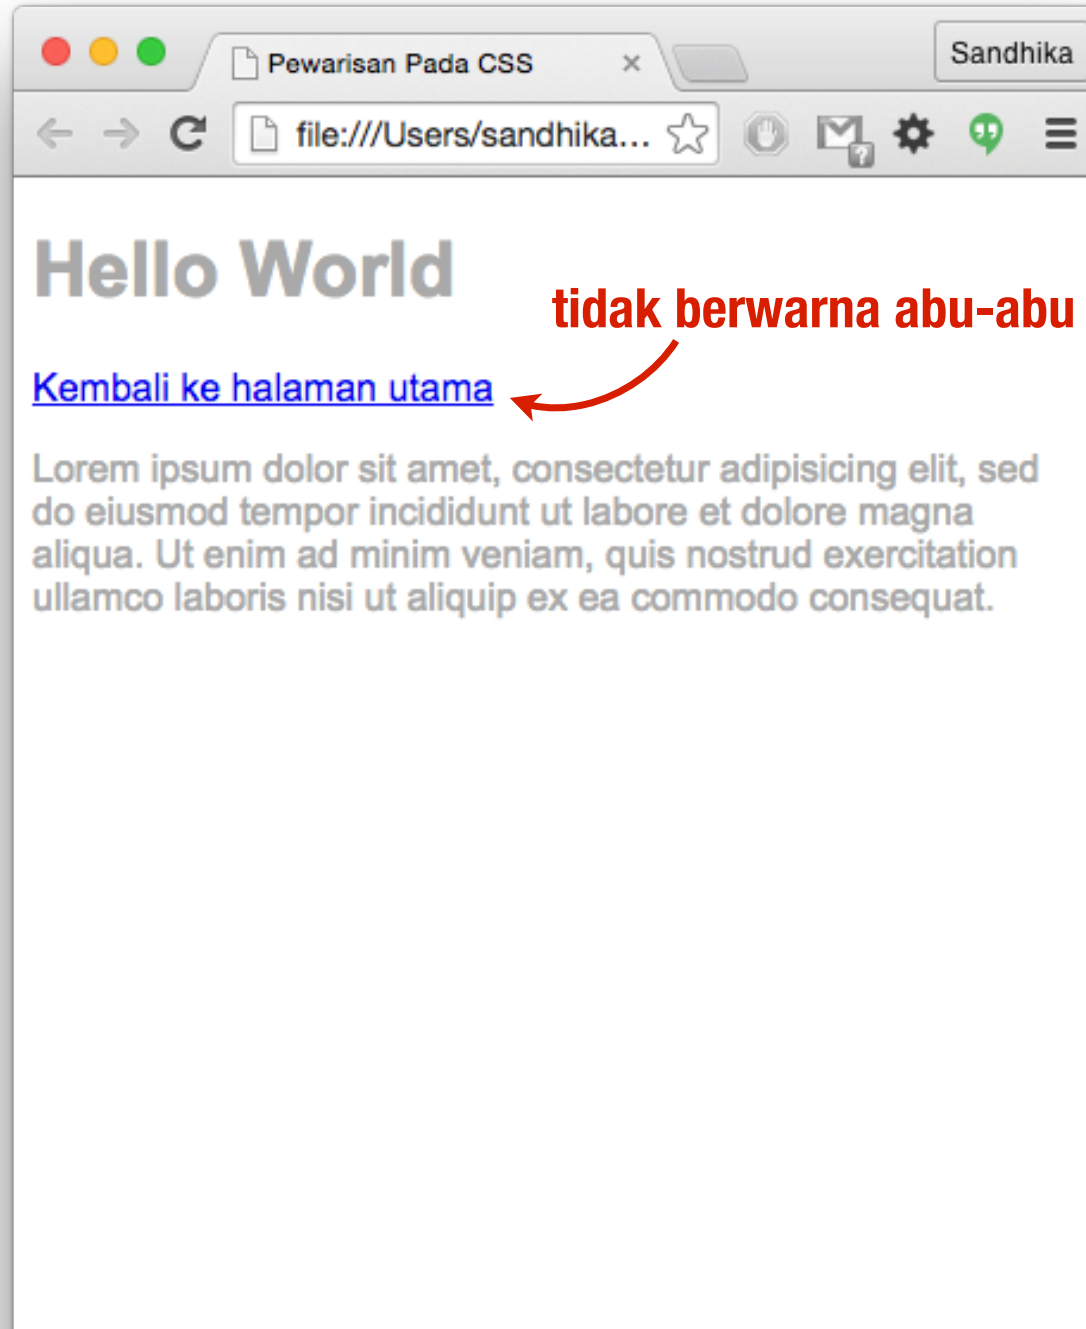 Pewarisan Pada CSS
Sandhika
file:///Users/sandhika...
Hello World
tidak berwarna abu-abu
Kembali ke halaman utama
Lorem ipsum dolor sit amet, consectetur adipisicing elit, sed
do eiusmod tempor incididunt ut labore et dolore magna
aliqua. Ut enim ad minim veniam, quis nostrud exercitation
ullamco laboris nisi ut aliquip ex ea commodo consequat.